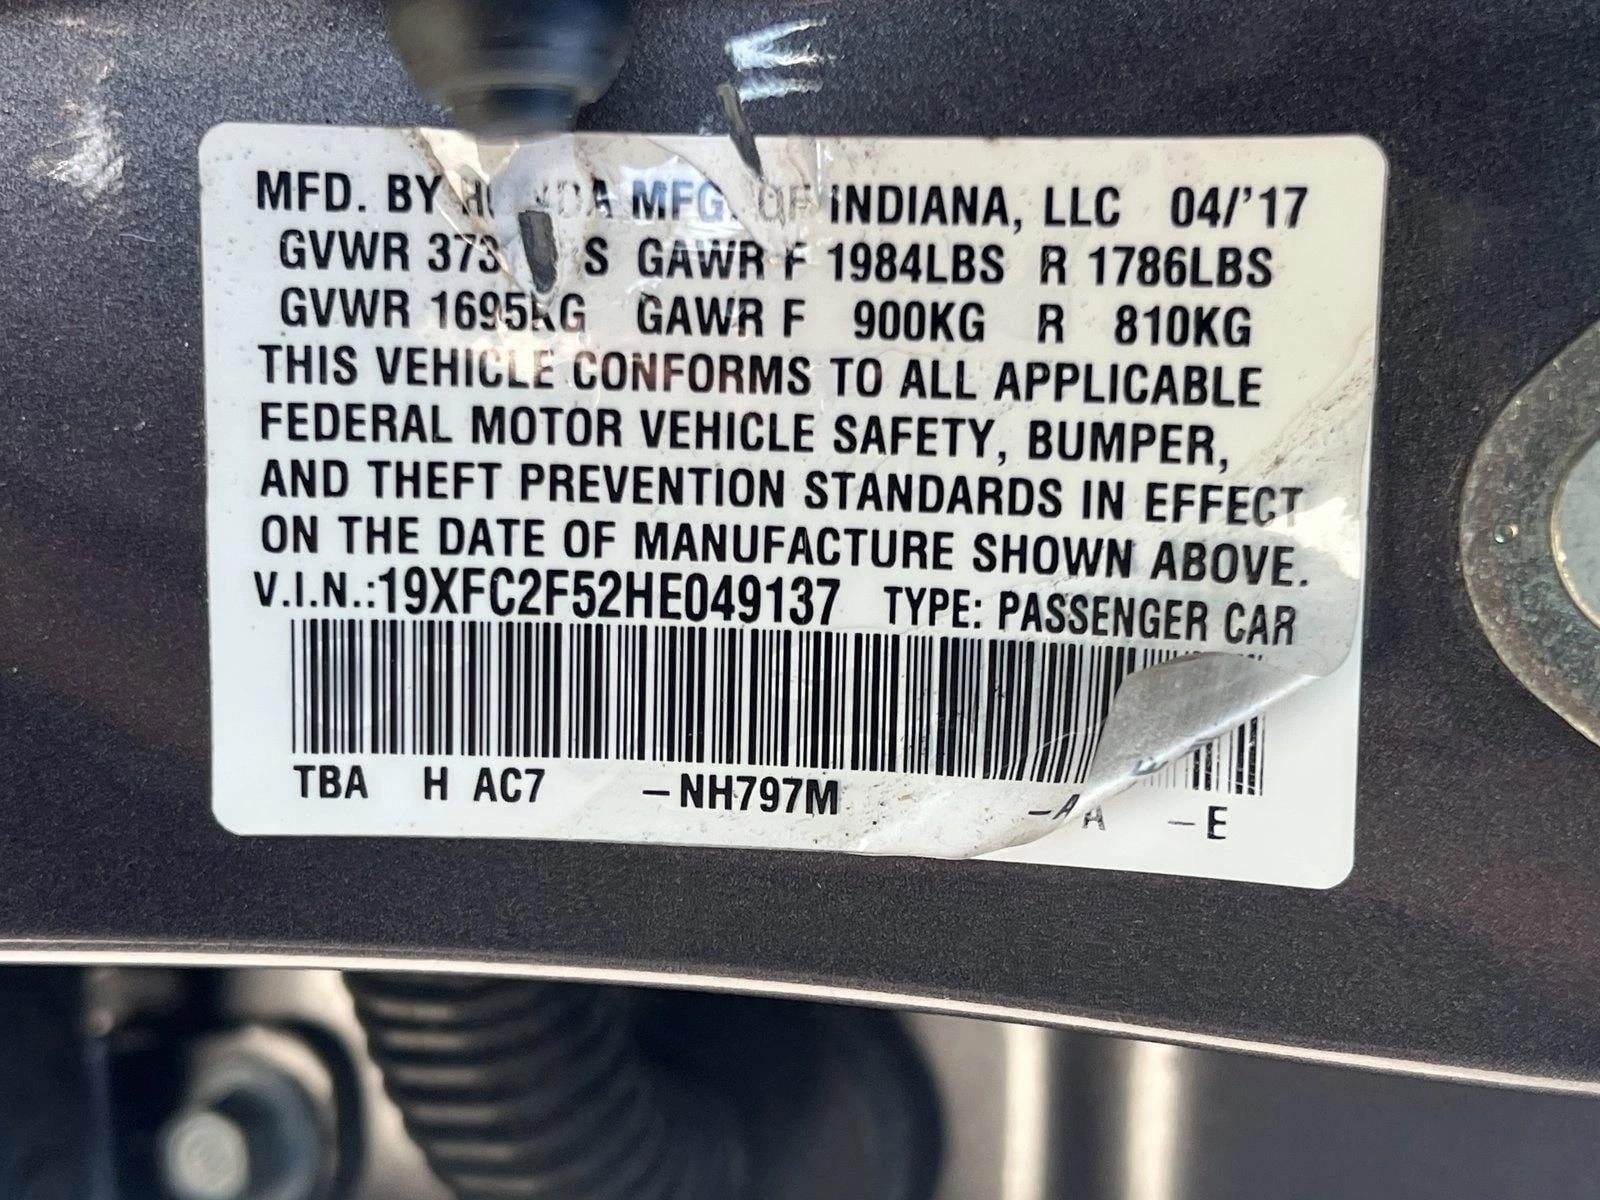 MFD. BY HONDA MFG. OF INDIANA, LLC 04/'17
GVWR GAWR F 1984LBS R 1786LBS
GVWR 1695KG GAWR F 900KG R 810KG
THIS VEHICLE CONFORMS TO ALL APPLICABLE
FEDERAL MOTOR VEHICLE SAFETY, BUMPER,
AND THEFT PREVENTION STANDARDS IN EFFECT
ON THE DATE OF MANUFACTURE SHOWN ABOVE.
V.I.N.:19XFC2F52HE049137 TYPE: PASSENGER CAR
TBA H AC7 -NH797M -E